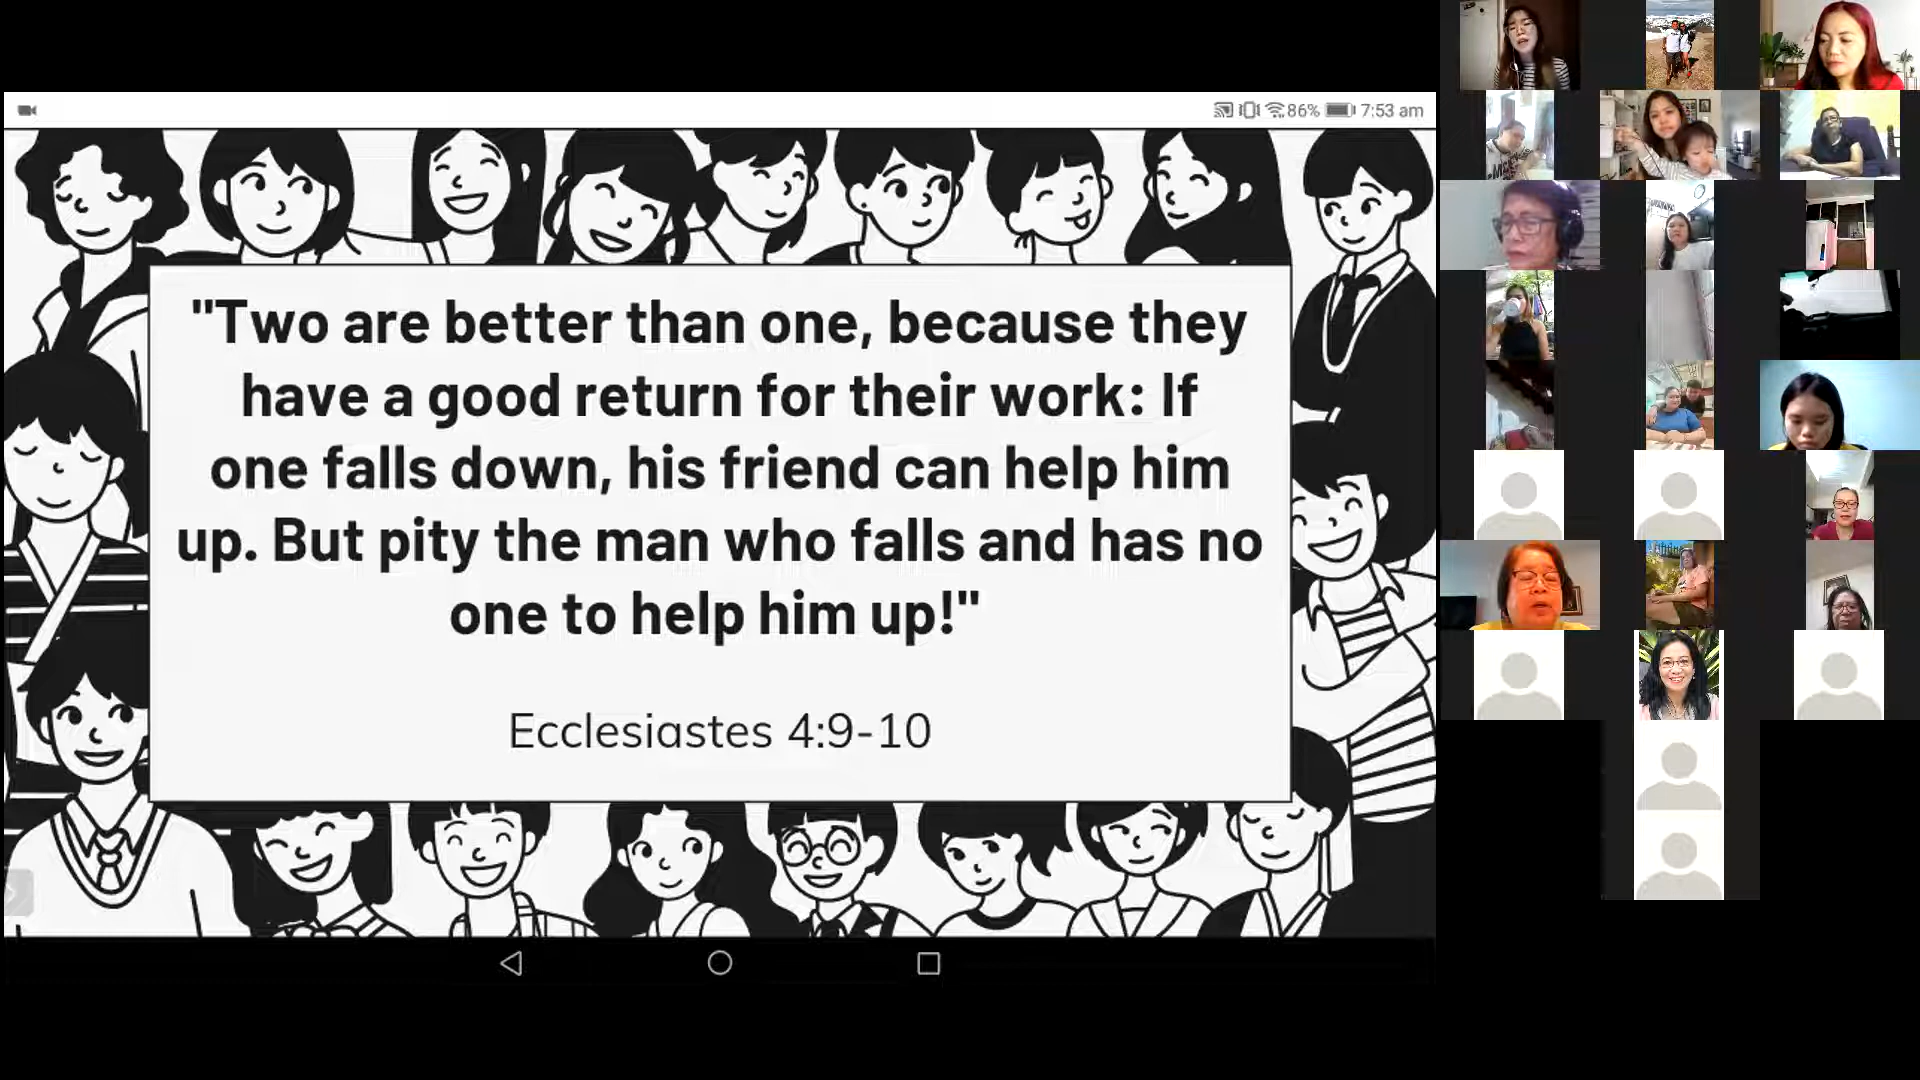 86% 7:53 am
"Two are better than one, because they
have a good return for their work: If
one falls down, his friend can help him
up. But pity the man who falls and has no
one to help him up!"
Ecclesiastes 4:9-10